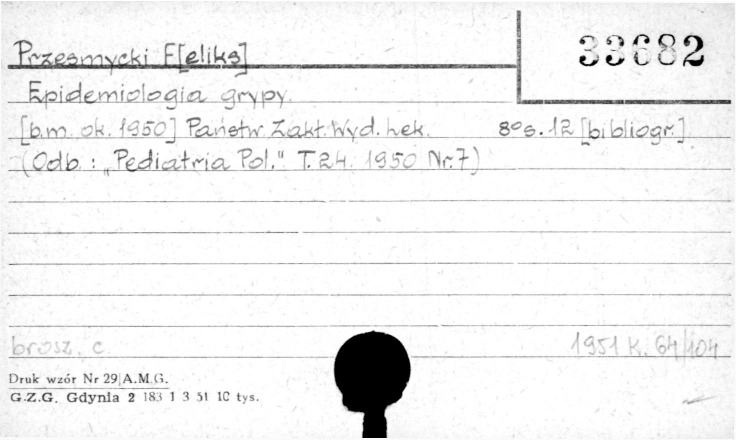 Przesmycki F[eliks]
33682
Epidemiologia grypy.
[b.m. ok. 1950] Państw. Zakł. Wyd. Lek. 8° s. 12 [bibliogr.]
(Odb. : „Pediatria Pol." T. 24. 1950 Nr. 7)
brosz. c.
1951 K. 64/104
Druk wzór Nr 29|A.M.G.
G.Z.G. Gdynia 2 183 1 3 51 10 tys.